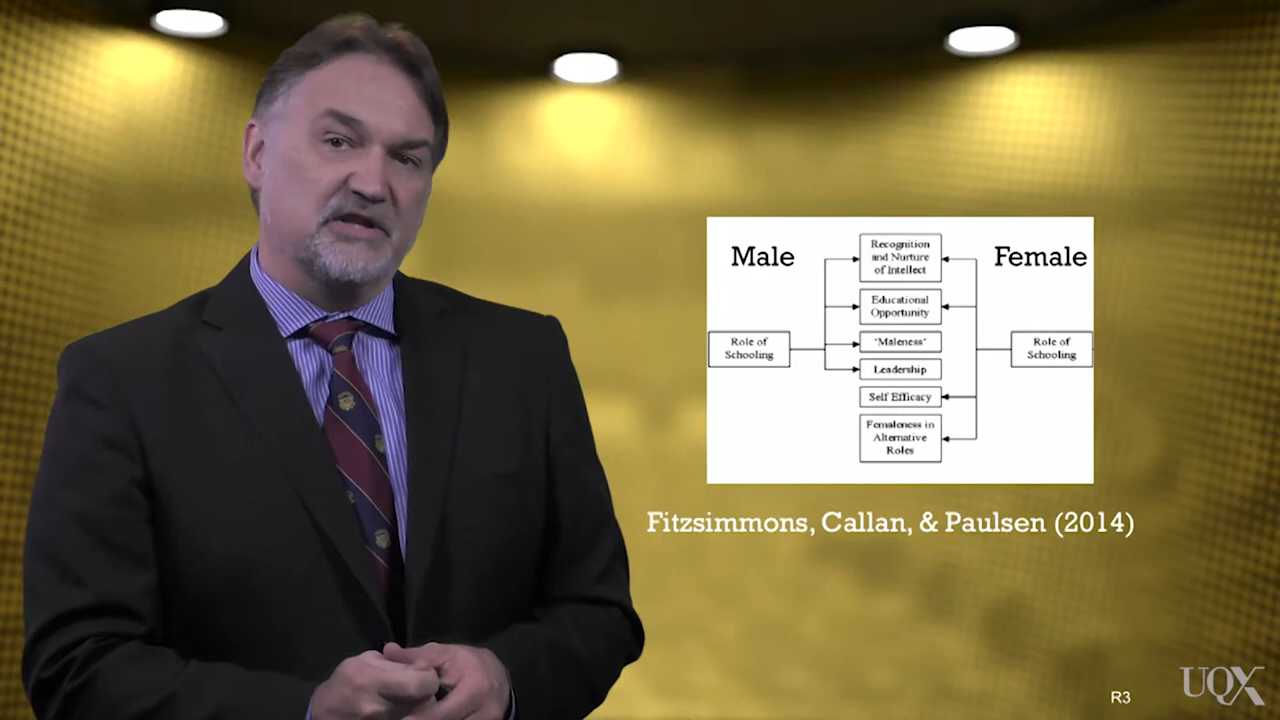 Male
Female
Recognition
and Nurture
of Intellect
Educational
Opportunity
Role of
Schooling
'Maleness'
Role of
Schooling
Leadership
Self Efficacy
Femaleness in
Alternative
Roles
Fitzsimmons, Callan, & Paulsen (2014)
R3
UQX